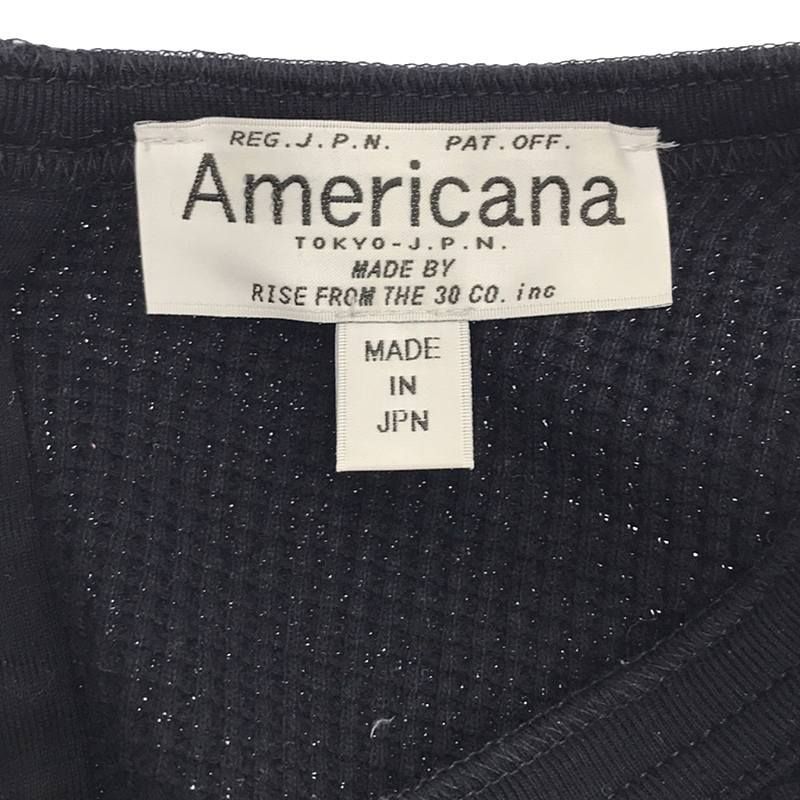 REG.J.P.N. PAT.OFF.
Americana
TOKYO-J.P.N.
MADE BY
RISE FROM THE 30 CO. inc
MADE
IN
JPN